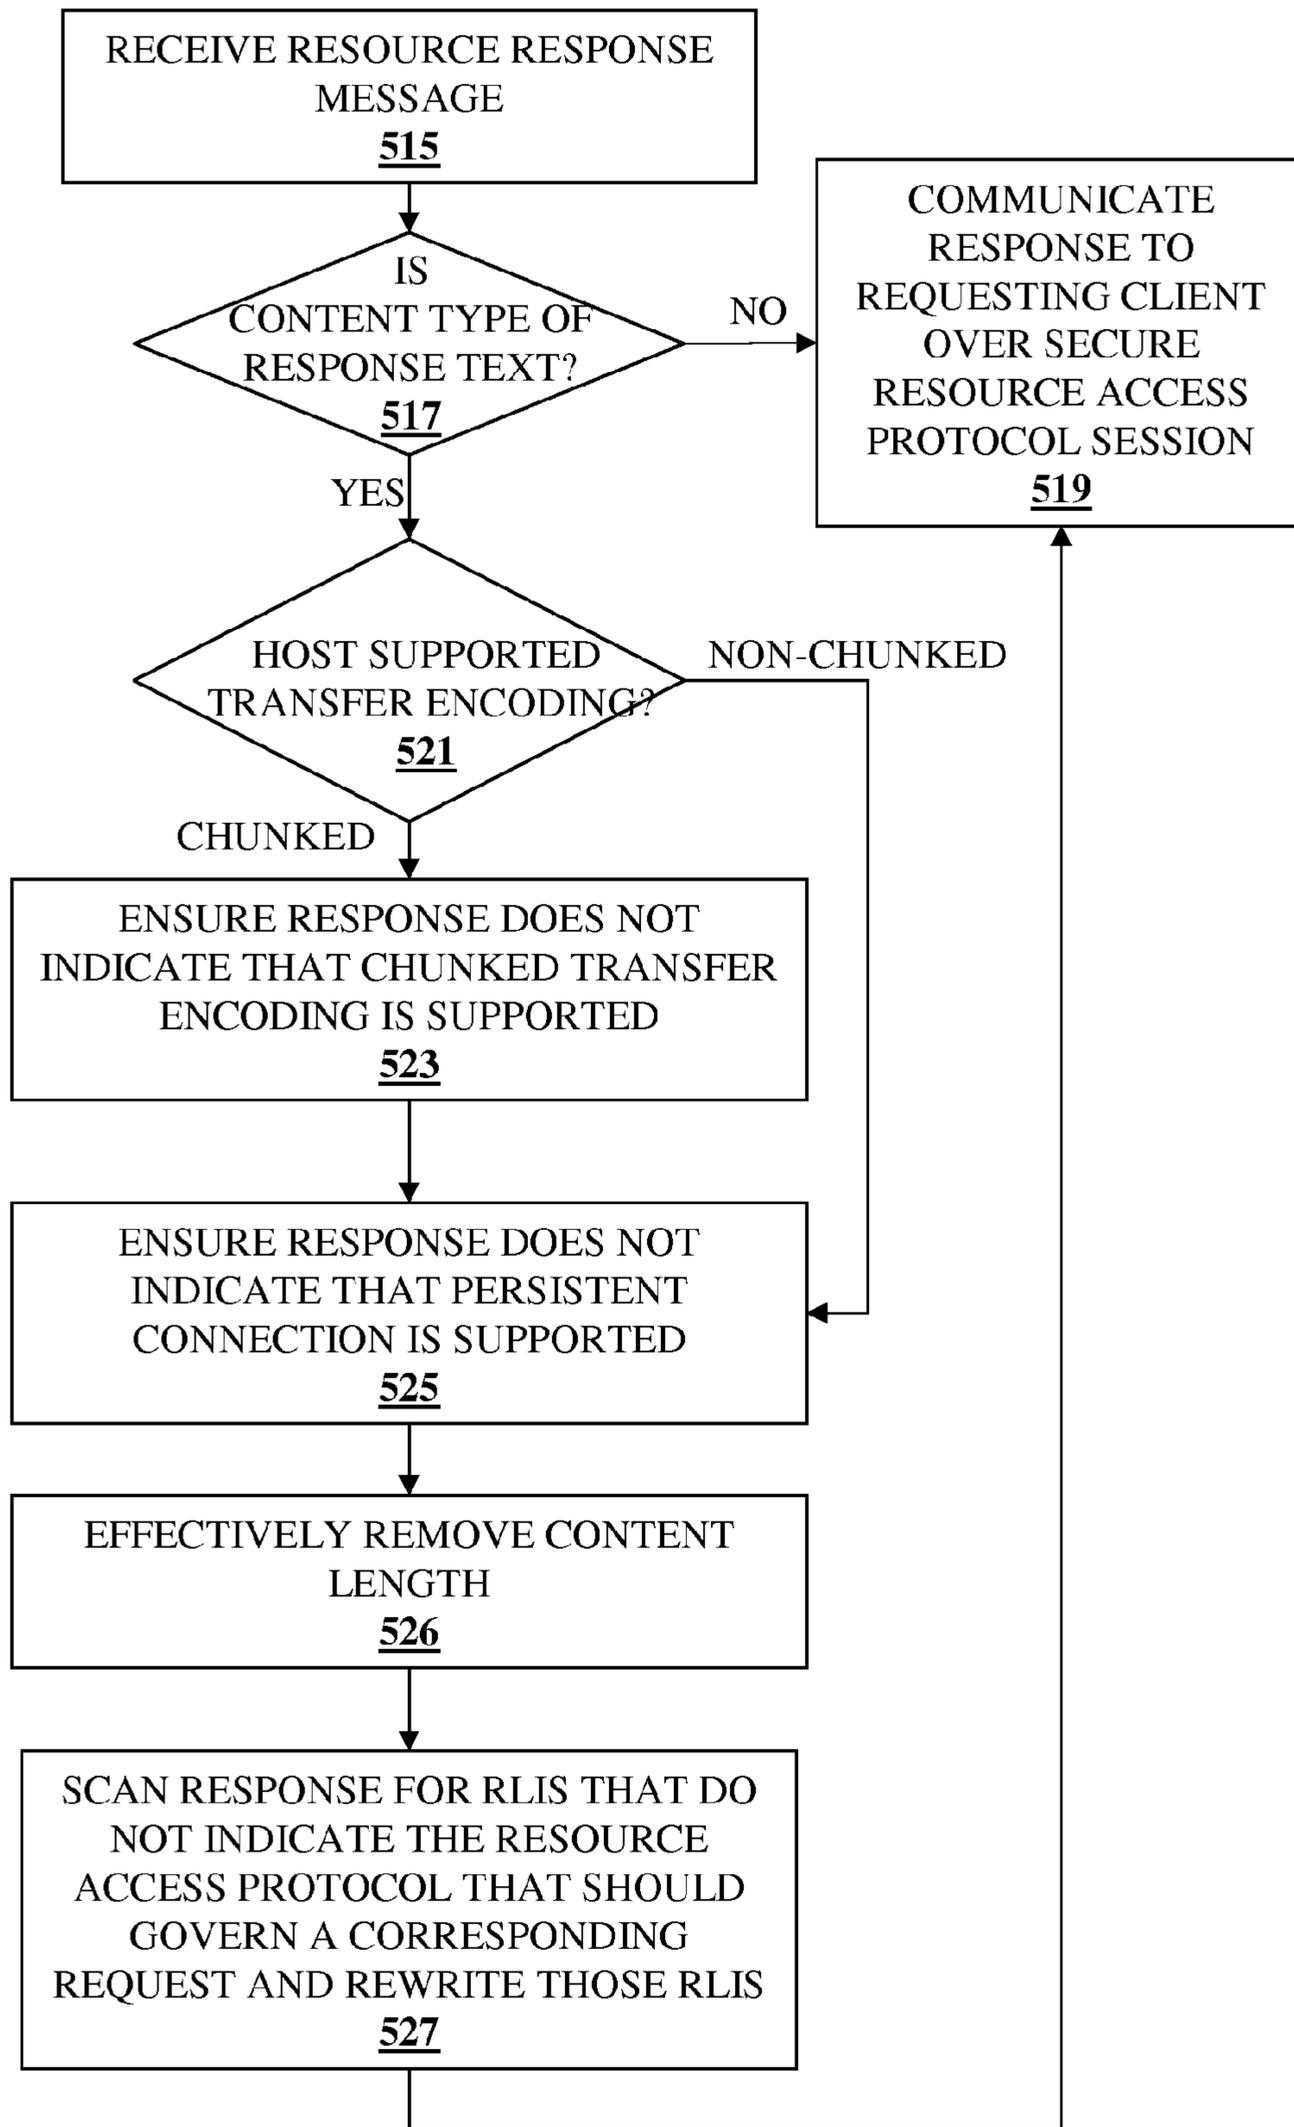 RECEIVE RESOURCE RESPONSE
MESSAGE
515
COMMUNICATE
RESPONSE TO
REQUESTING CLIENT
OVER SECURE
RESOURCE ACCESS
PROTOCOL SESSION
519
IS
CONTENT TYPE OF
RESPONSE TEXT?
517
NO
YES
HOST SUPPORTED
TRANSFER ENCODING?
521
NON-CHUNKED
CHUNKED
ENSURE RESPONSE DOES NOT
INDICATE THAT CHUNKED TRANSFER
ENCODING IS SUPPORTED
523
ENSURE RESPONSE DOES NOT
INDICATE THAT PERSISTENT
CONNECTION IS SUPPORTED
525
EFFECTIVELY REMOVE CONTENT
LENGTH
526
SCAN RESPONSE FOR RLIS THAT DO
NOT INDICATE THE RESOURCE
ACCESS PROTOCOL THAT SHOULD
GOVERN A CORRESPONDING
REQUEST AND REWRITE THOSE RLIS
527